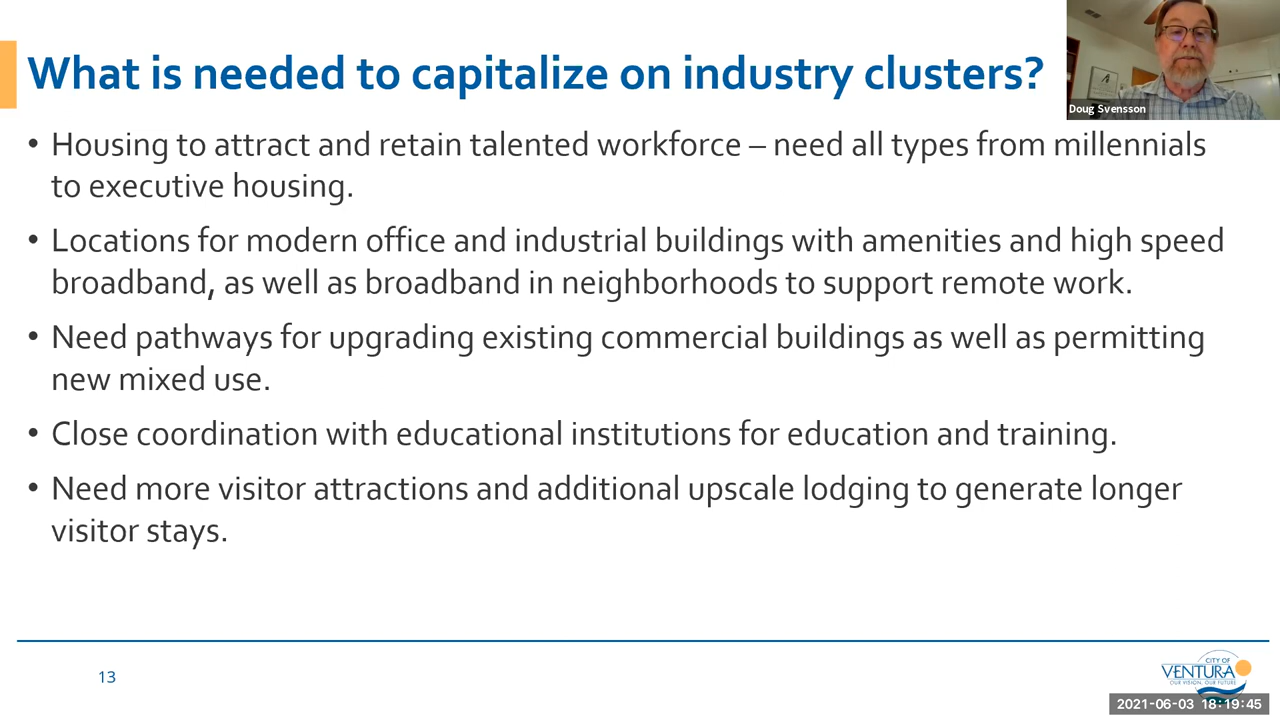 What is needed to capitalize on industry clusters?
Doug Svensson
• Housing to attract and retain talented workforce – need all types from millennials
to executive housing.
• Locations for modern office and industrial buildings with amenities and high speed
broadband, as well as broadband in neighborhoods to support remote work.
• Need pathways for upgrading existing commercial buildings as well as permitting
new mixed use.
• Close coordination with educational institutions for education and training.
• Need more visitor attractions and additional upscale lodging to generate longer
visitor stays.
13
CITY OF
VENTURA
OUR VISION. OUR FUTURE
2021-06-03 18:19:45